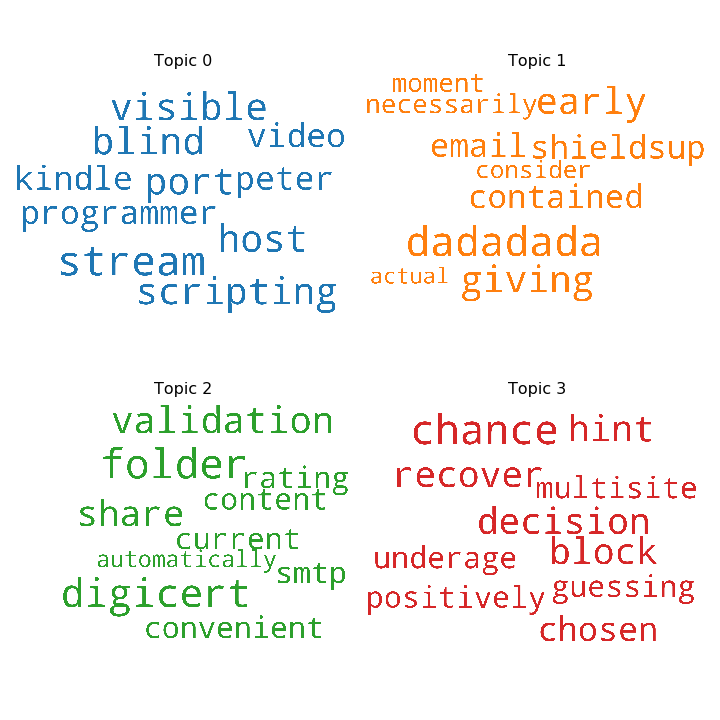 Topic 0
visible
blind video
kindle port peter
programmer
host
stream
scripting
Topic 1
moment
necessarily early
email shieldsup
consider
contained
dadadada
actual giving
Topic 2
validation
folder
rating
content
share
current
automatically
smtp
digicert
convenient
Topic 3
chance hint
recover
multisite
decision
underage block
guessing
positively
chosen